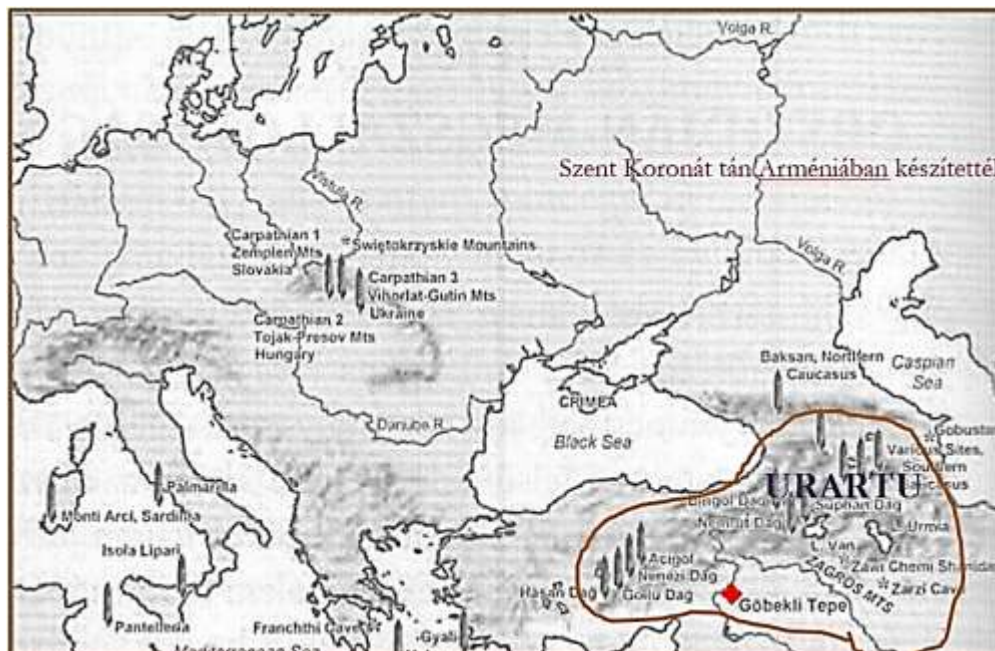 Volga R.
Szent Koronát tán Arméniában készítették
Vistula R.
Carpathian 1
Zemplen Mts
Slovakia
Świętokrzyskie Mountains
Carpathian 3
Vihorlat-Gutin Mts
Ukraine
Carpathian 2
Tojak-Presov Mts
Hungary
Volga R.
Caspian
Sea
Baksan, Northern
Caucasus
CRIMEA
Danube R.
Black Sea
Gobustan
Various Sites,
Southern
Caucasus
URARTU
Bingol Dag
Suphan Dag
Nemrut Dag
L. Urmia
L. Van
Zawi Chemi Shanidar
ZAGROS MTS
Zarzi Cave
Palmarella
Monti Arci, Sardinia
Isola Lipari
Acigol
Nenezi Dag
Hasan Dag
Gollu Dag
Göbekli Tepe
Pantelleria
Franchthi Cave
Gyali
Mediterranean Sea